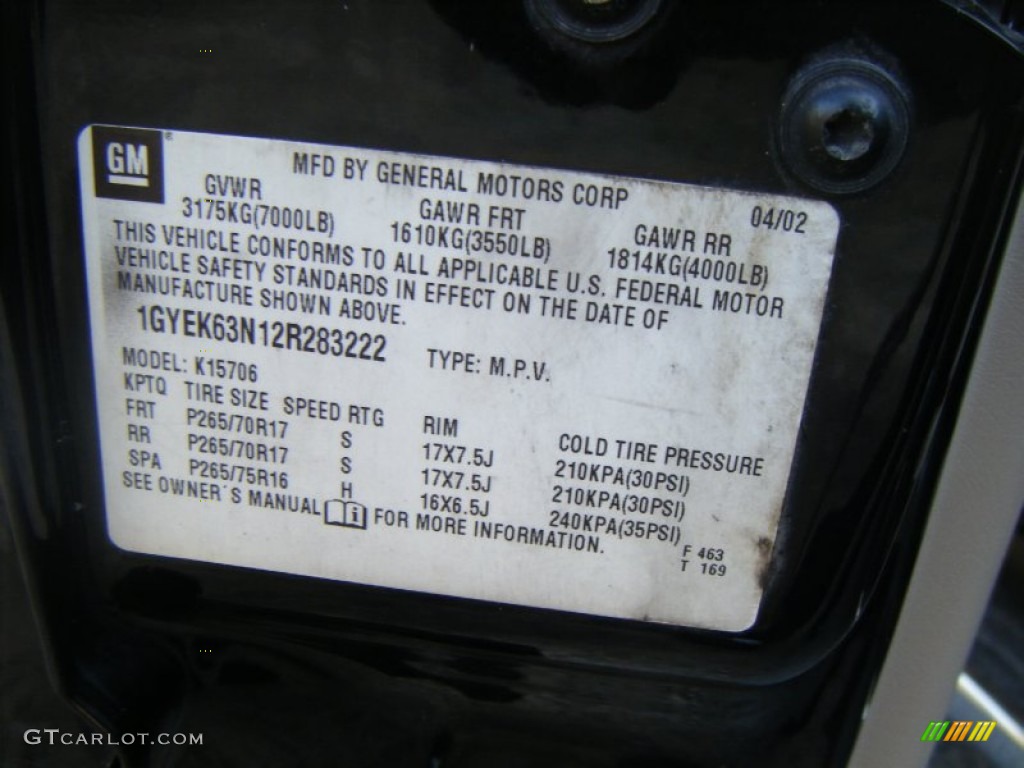 GM®
MFD BY GENERAL MOTORS CORP
04/02
GVWR GAWR FRT GAWR RR
3175KG(7000LB) 1610KG(3550LB) 1814KG(4000LB)
THIS VEHICLE CONFORMS TO ALL APPLICABLE U.S. FEDERAL MOTOR
VEHICLE SAFETY STANDARDS IN EFFECT ON THE DATE OF
MANUFACTURE SHOWN ABOVE.
1GYEK63N12R283222 TYPE: M.P.V.
MODEL: K15706
KPTQ TIRE SIZE SPEED RTG RIM COLD TIRE PRESSURE
FRT P265/70R17 S 17X7.5J 210KPA(30PSI)
RR P265/70R17 S 17X7.5J 210KPA(30PSI)
SPA P265/75R16 H 16X6.5J 240KPA(35PSI)
SEE OWNER'S MANUAL i FOR MORE INFORMATION.
F 463
T 169
GTCARLOT.COM